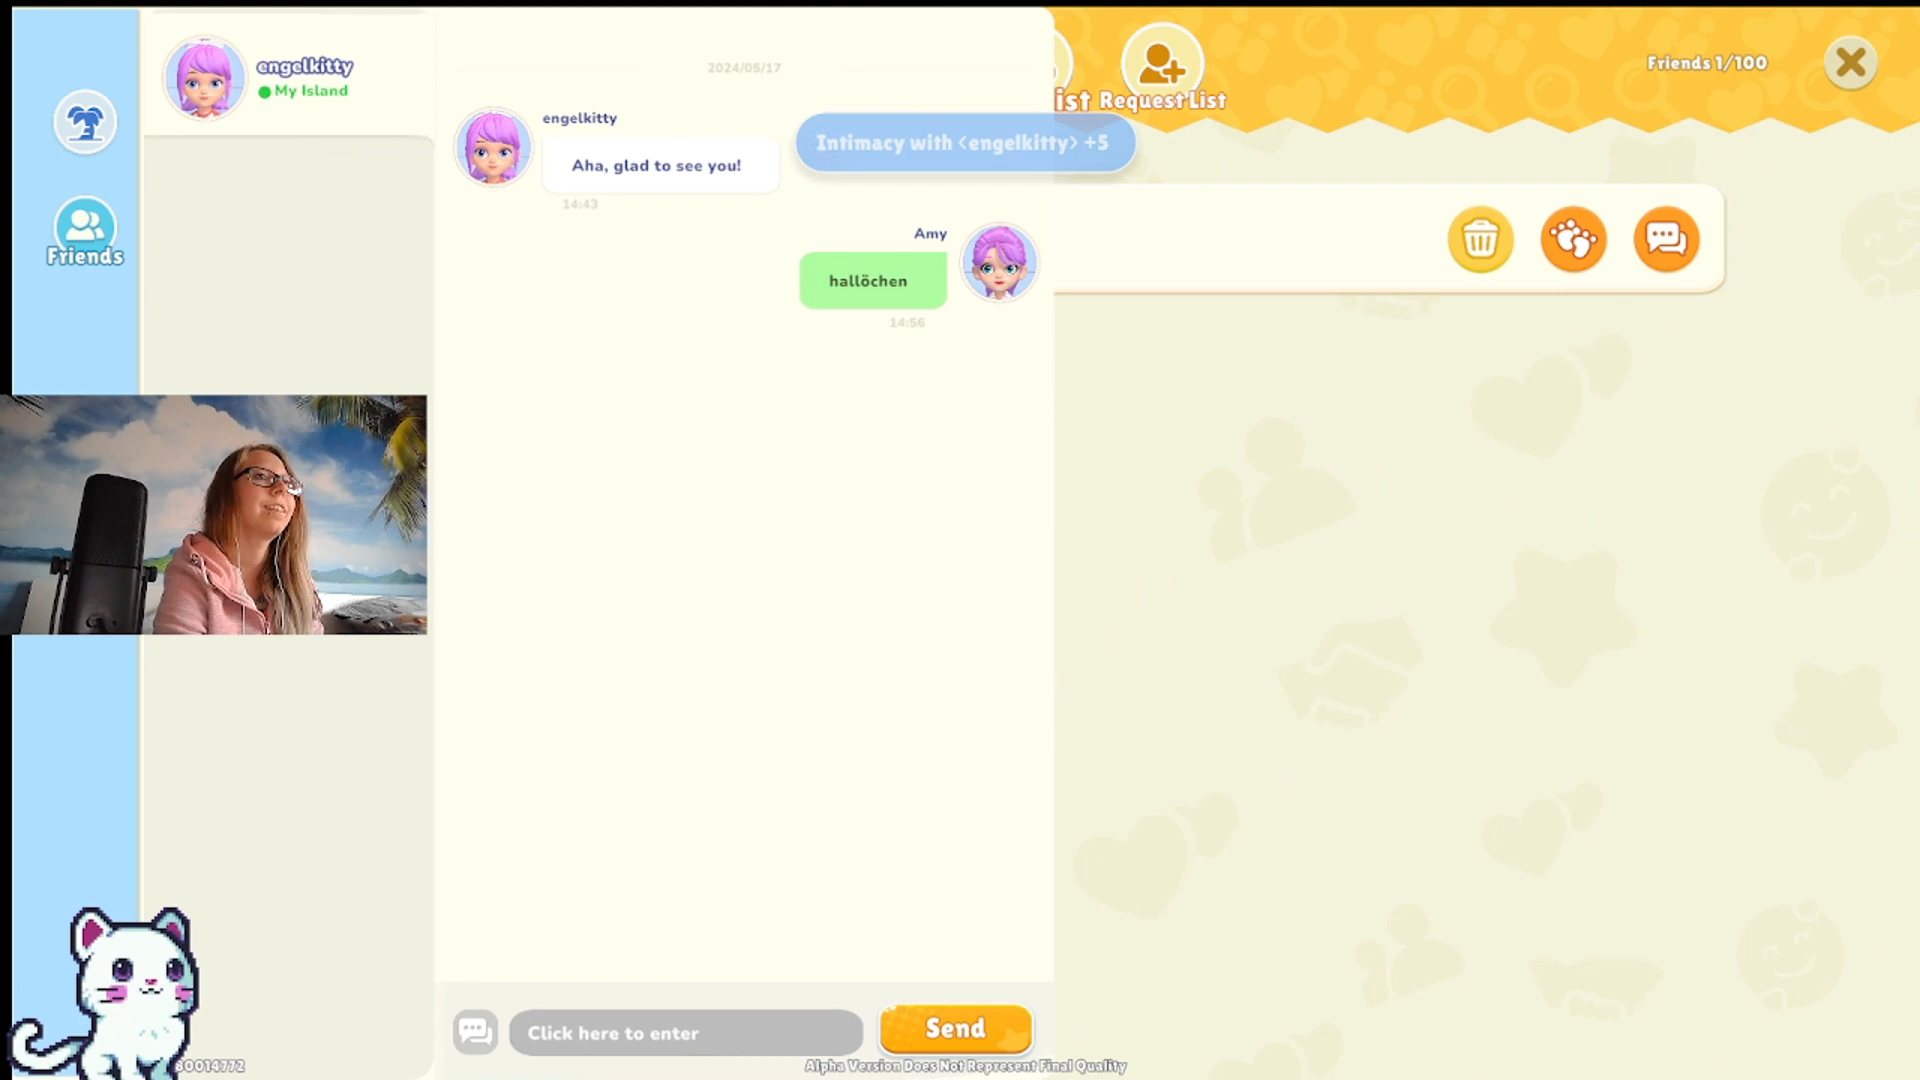 engelkitty
My Island
Friends
2024/05/17
engelkitty
Aha, glad to see you!
14:43
Amy
hallöchen
14:56
Intimacy with <engelkitty> +5
ist
Request List
Friends 1/100
Click here to enter
Send
80014772
Alpha Version Does Not Represent Final Quality